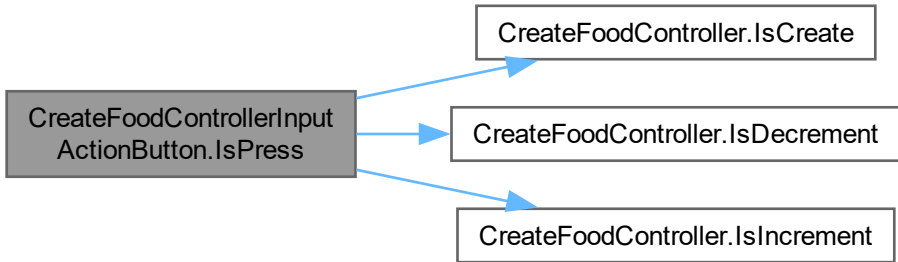 CreateFoodController.IsCreate
CreateFoodControllerInput
ActionButton.IsPress
CreateFoodController.IsDecrement
CreateFoodController.IsIncrement